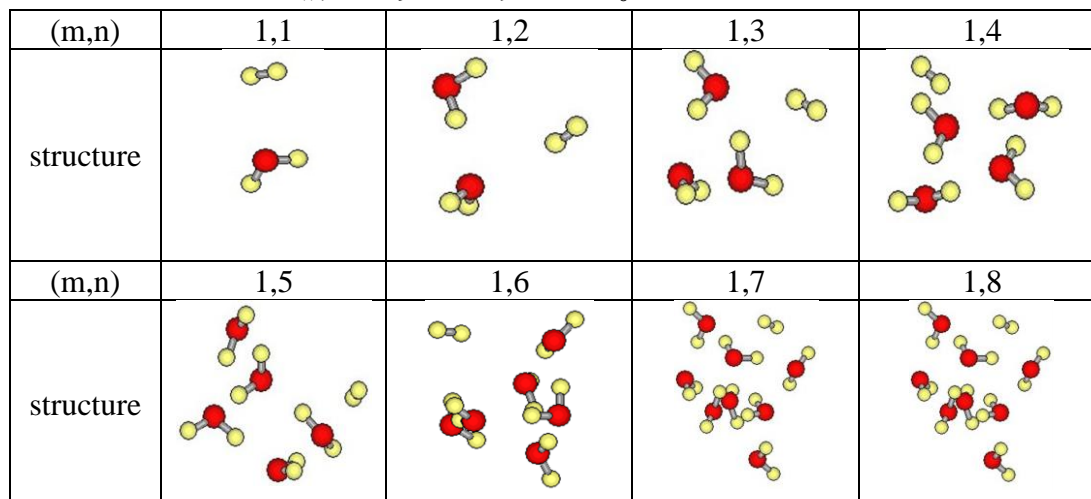 (m,n) 1,1 1,2 1,3 1,4
structure
(m,n) 1,5 1,6 1,7 1,8
structure